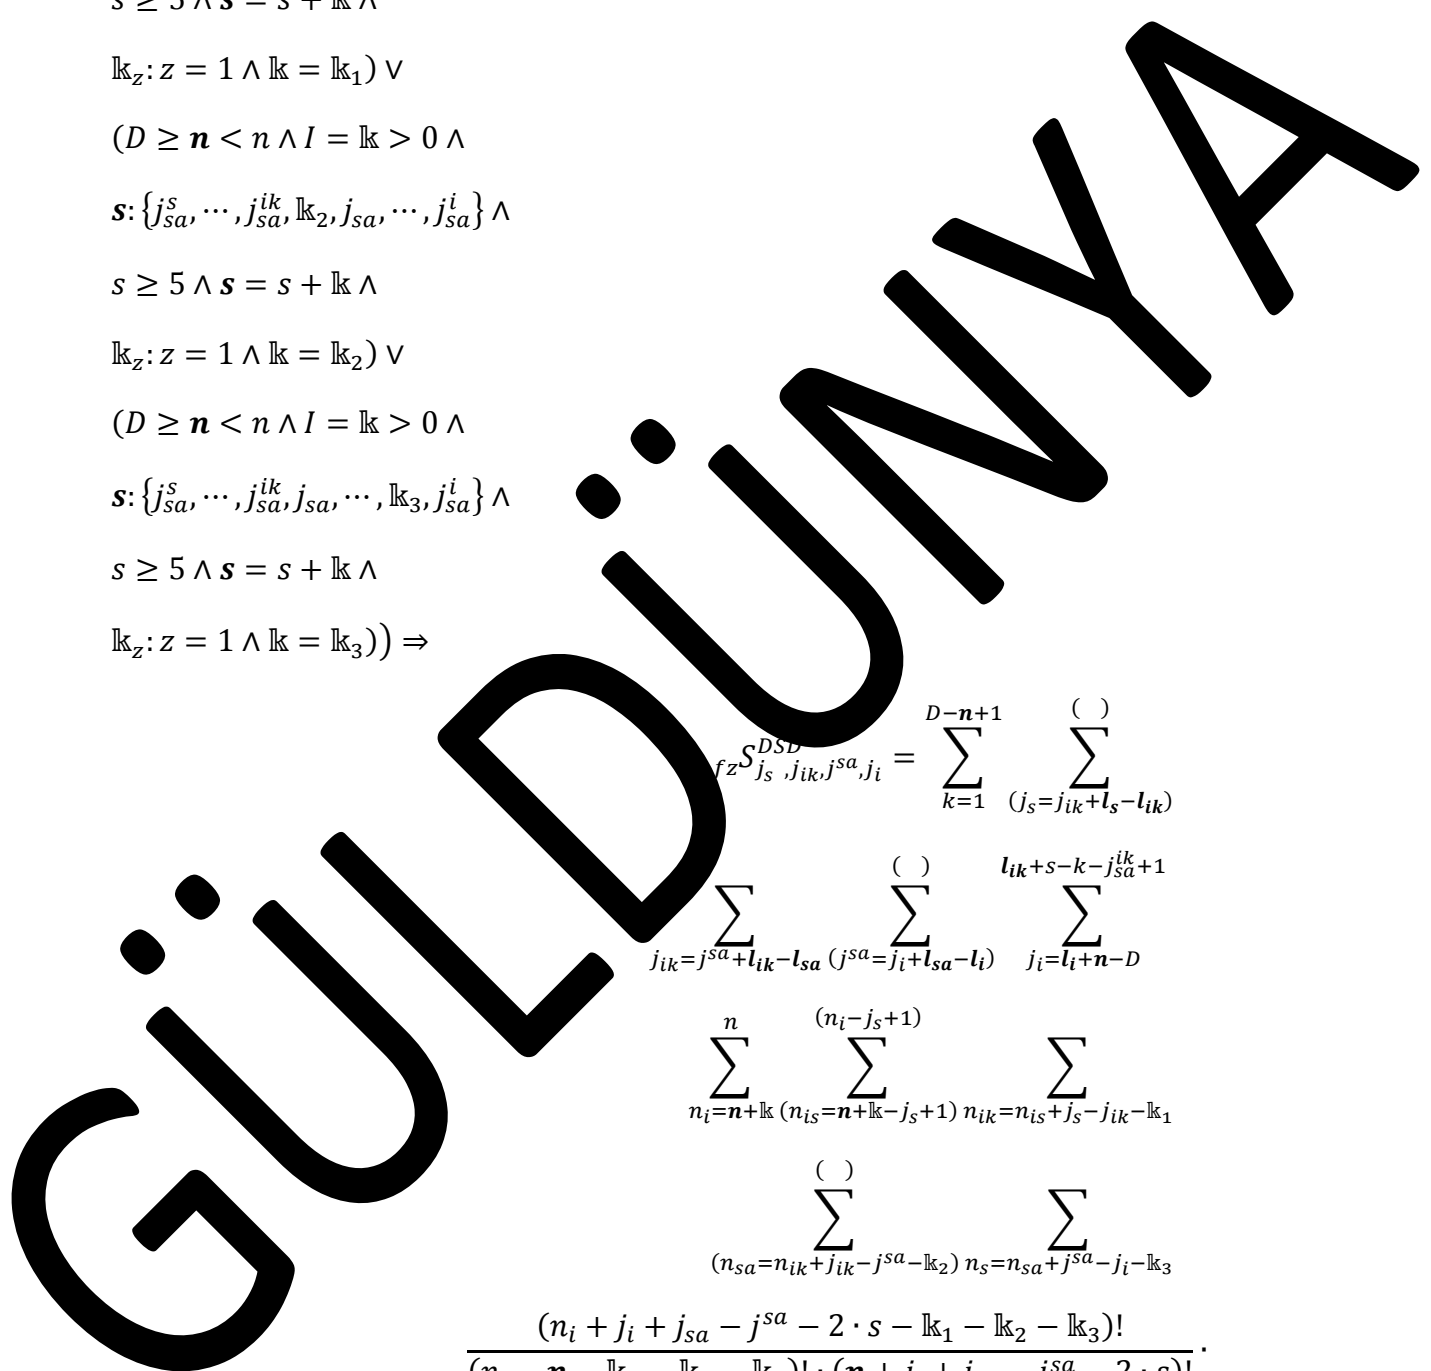 s ≥ 5 ∧ 𝒔 = s + 𝕜 ∧
𝕜_z: z = 1 ∧ 𝕜 = 𝕜_1) ∨
(D ≥ 𝒏 < n ∧ I = 𝕜 > 0 ∧
𝒔: {j_{sa}^s, ⋯, j_{sa}^{ik}, 𝕜_2, j_{sa}, ⋯, j_{sa}^i} ∧
s ≥ 5 ∧ 𝒔 = s + 𝕜 ∧
𝕜_z: z = 1 ∧ 𝕜 = 𝕜_2) ∨
(D ≥ 𝒏 < n ∧ I = 𝕜 > 0 ∧
𝒔: {j_{sa}^s, ⋯, j_{sa}^{ik}, j_{sa}, ⋯, 𝕜_3, j_{sa}^i} ∧
s ≥ 5 ∧ 𝒔 = s + 𝕜 ∧
𝕜_z: z = 1 ∧ 𝕜 = 𝕜_3)) ⇒
_{fz}S_{j_s,j_{ik},j^{sa},j_i}^{DSD} = ∑_{k=1}^{D−𝒏+1} ∑_{(j_s=j_{ik}+𝒍_𝒔−𝒍_{𝒊𝒌})}^{( )}
∑_{j_{ik}=j^{sa}+𝒍_{𝒊𝒌}−𝒍_{𝒔𝒂}} ∑_{(j^{sa}=j_i+𝒍_{𝒔𝒂}−𝒍_𝒊)}^{( )} ∑_{j_i=𝒍_𝒊+𝒏−D}^{𝒍_{𝒊𝒌}+s−k−j_{sa}^{ik}+1}
∑_{n_i=𝒏+𝕜}^{n} ∑_{(n_{is}=𝒏+𝕜−j_s+1)}^{(n_i−j_s+1)} ∑_{n_{ik}=n_{is}+j_s−j_{ik}−𝕜_1}
∑_{(n_{sa}=n_{ik}+j_{ik}−j^{sa}−𝕜_2)}^{( )} ∑_{n_s=n_{sa}+j^{sa}−j_i−𝕜_3}
(n_i + j_i + j_{sa} − j^{sa} − 2 · s − 𝕜_1 − 𝕜_2 − 𝕜_3)! ·
GÜLDÜNYA